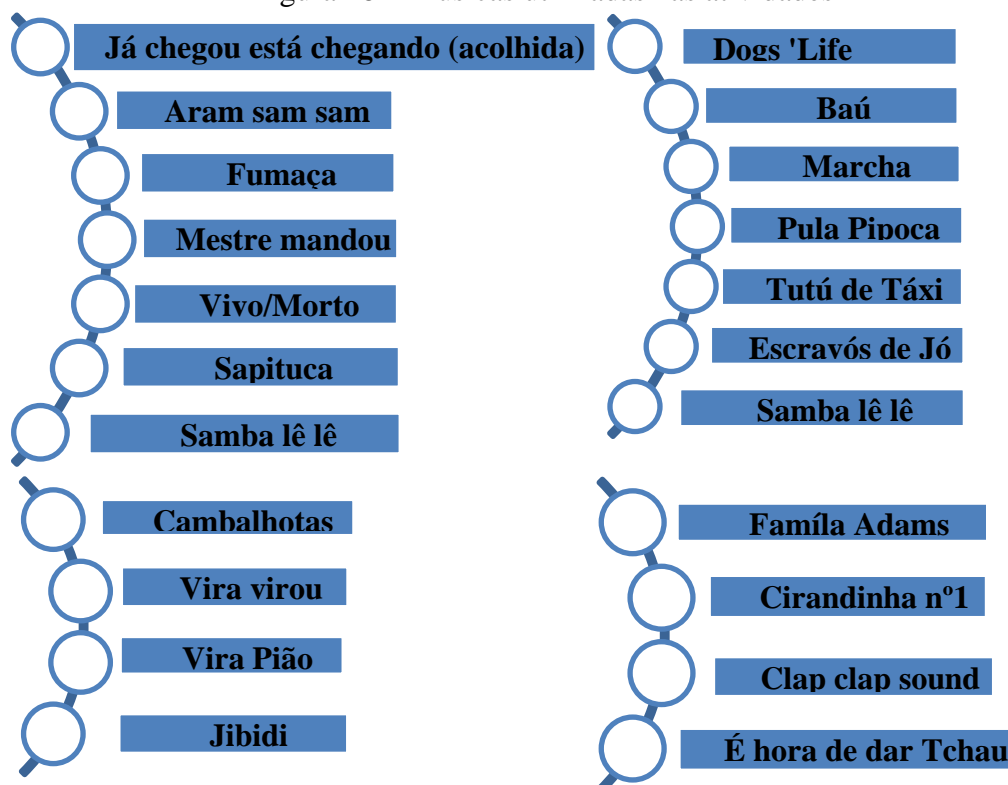 Já chegou está chegando (acolhida)
Aram sam sam
Fumaça
Mestre mandou
Vivo/Morto
Sapituca
Samba lê lê
Dogs 'Life
Baú
Marcha
Pula Pipoca
Tutú de Táxi
Escravós de Jó
Samba lê lê
Cambalhotas
Vira virou
Vira Pião
Jibidi
Famíla Adams
Cirandinha nº1
Clap clap sound
É hora de dar Tchau